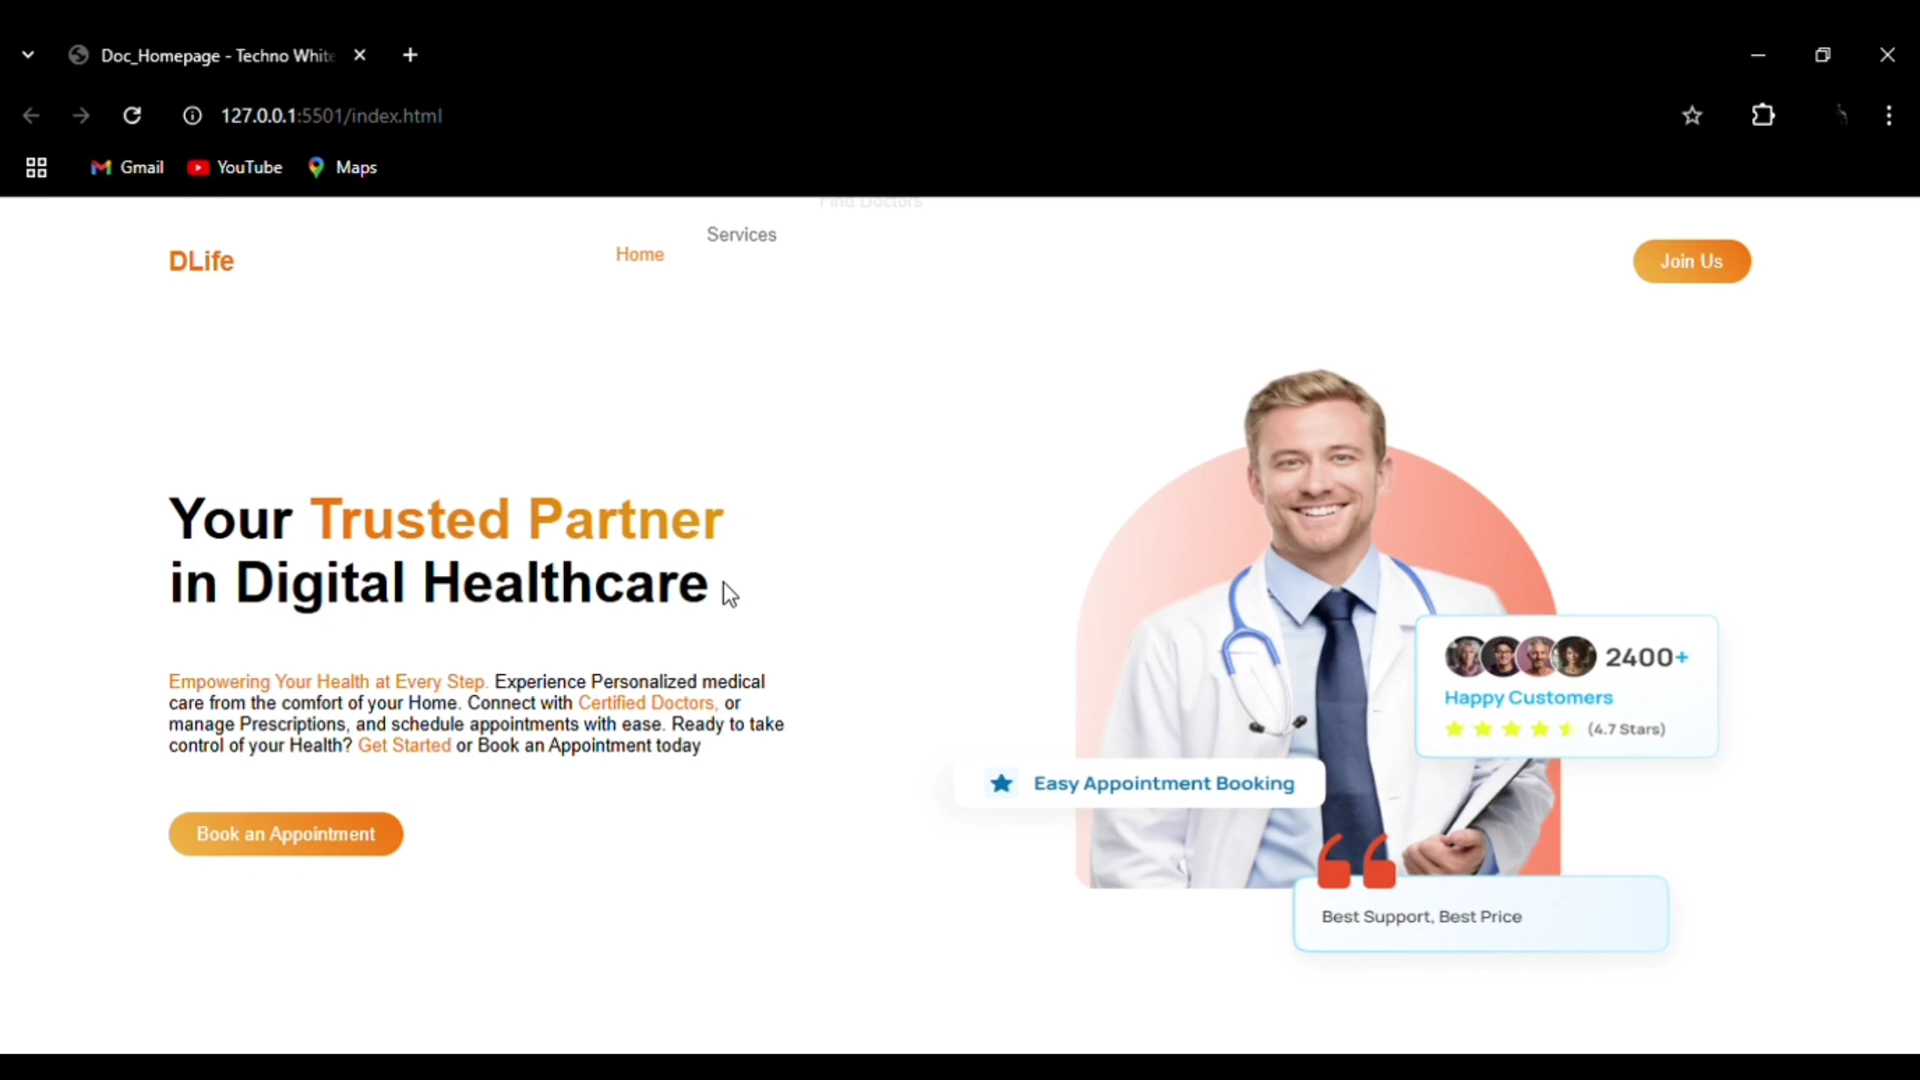 Doc_Homepage - Techno White
127.0.0.1:5501/index.html
Gmail
YouTube
Maps
DLife
Home
Services
Find Doctors
Join Us
Your Trusted Partner
in Digital Healthcare
Empowering Your Health at Every Step. Experience Personalized medical
care from the comfort of your Home. Connect with Certified Doctors, or
manage Prescriptions, and schedule appointments with ease. Ready to take
control of your Health? Get Started or Book an Appointment today
Book an Appointment
2400+
Happy Customers
(4.7 Stars)
Easy Appointment Booking
Best Support, Best Price